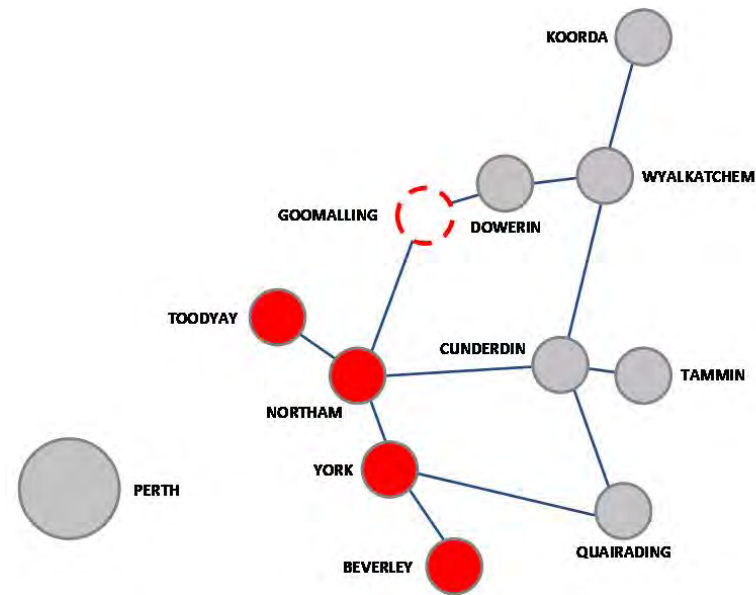 KOORDA
WYALKATCHEM
GOOMALLING
DOWERIN
TOODYAY
CUNDERDIN
TAMMIN
NORTHAM
YORK
PERTH
QUAIRADING
BEVERLEY